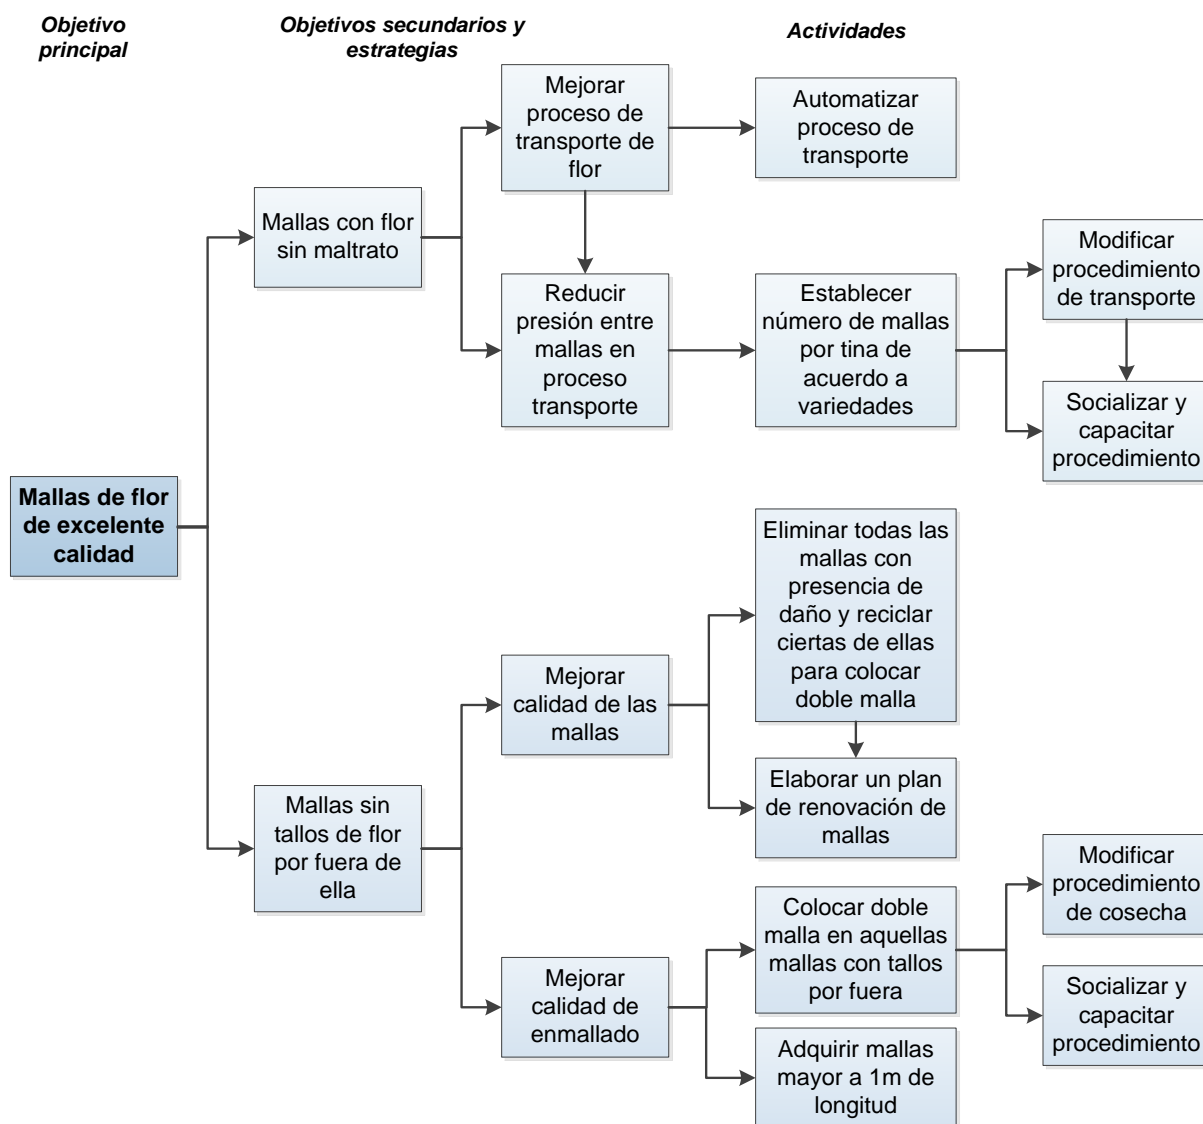 Objetivo
principal
Objetivos secundarios y
estrategias
Actividades
Mejorar
proceso de
transporte de
flor
Automatizar
proceso de
transporte
Mallas con flor
sin maltrato
Modificar
procedimiento
de transporte
Reducir
presión entre
mallas en
proceso
transporte
Establecer
número de mallas
por tina de
acuerdo a
variedades
Socializar y
capacitar
procedimiento
Mallas de flor
de excelente
calidad
Eliminar todas las
mallas con
presencia de
daño y reciclar
ciertas de ellas
para colocar
doble malla
Mejorar
calidad de las
mallas
Elaborar un plan
de renovación de
mallas
Mallas sin
tallos de flor
por fuera de
ella
Modificar
procedimiento
de cosecha
Colocar doble
malla en aquellas
mallas con tallos
por fuera
Mejorar
calidad de
enmallado
Socializar y
capacitar
procedimiento
Adquirir mallas
mayor a 1m de
longitud